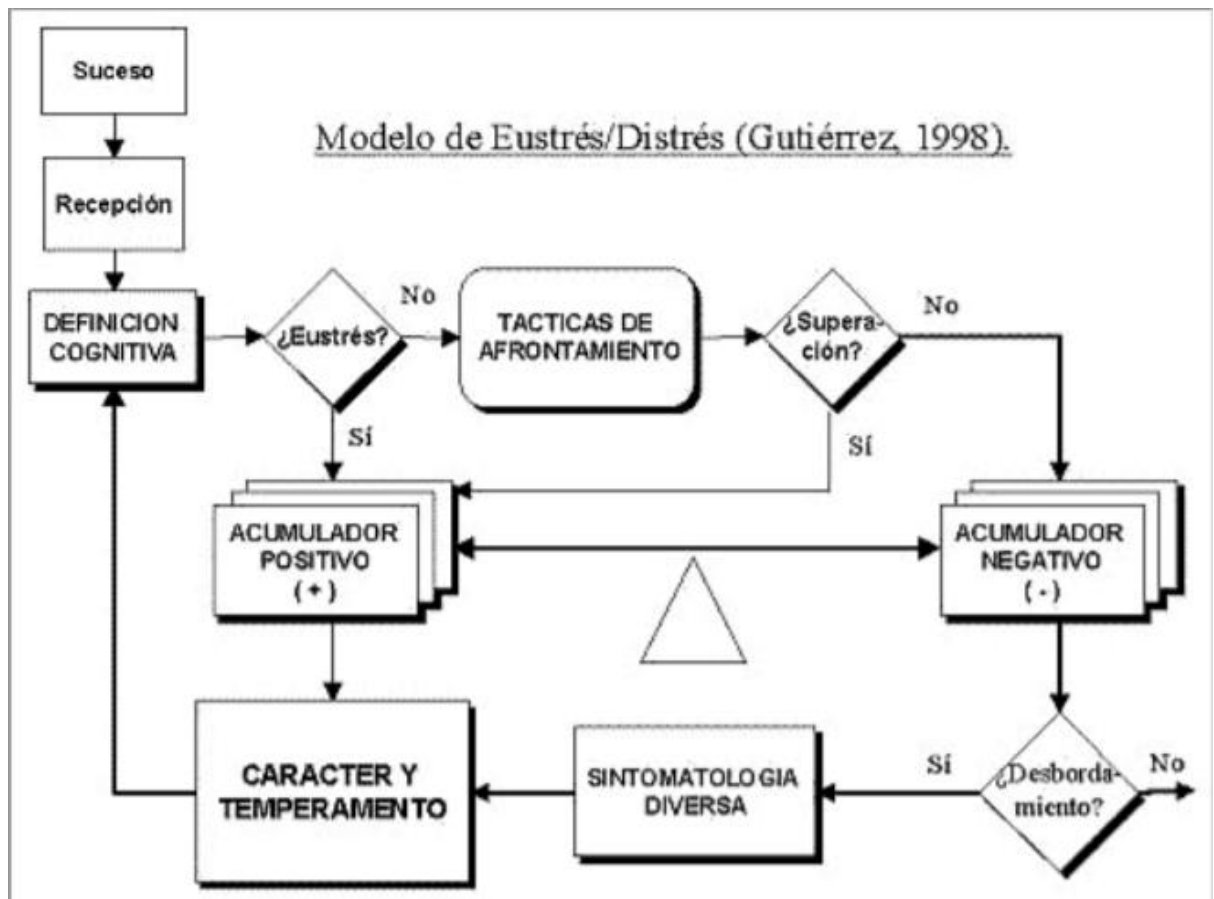 Suceso
Modelo de Eustrés/Distrés (Gutiérrez, 1998).
Recepción
DEFINICION
COGNITIVA
¿Eustrés?
No
TACTICAS DE
AFRONTAMIENTO
¿Supera-
ción?
No
Sí
Sí
ACUMULADOR
POSITIVO
( + )
ACUMULADOR
NEGATIVO
( - )
CARACTER Y
TEMPERAMENTO
SINTOMATOLOGIA
DIVERSA
Sí
¿Desborda-
miento?
No